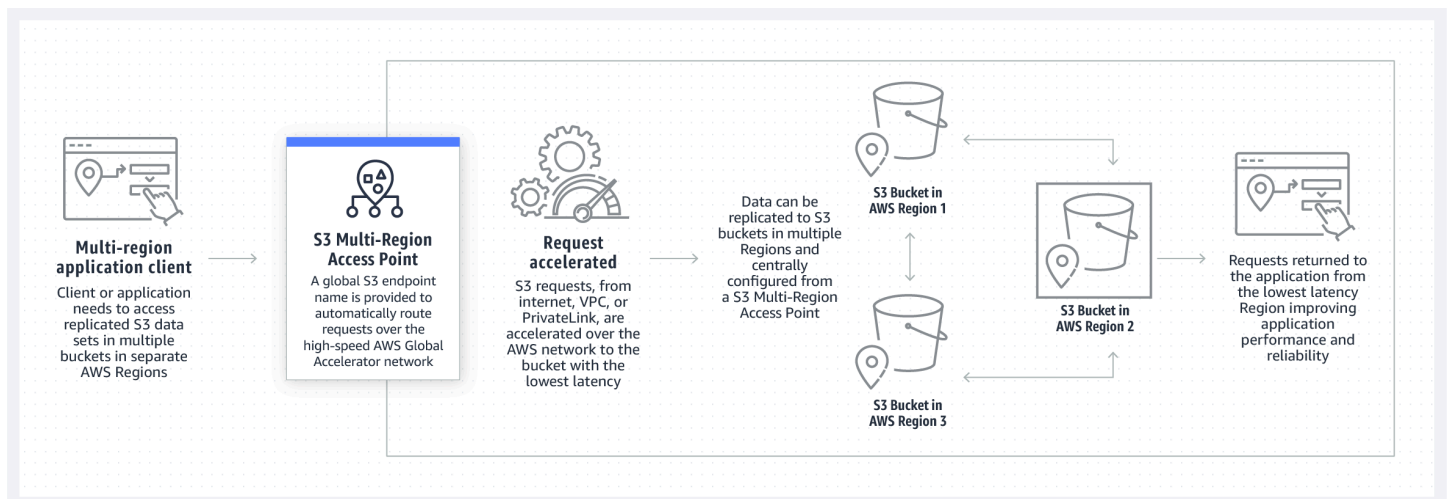 Multi-region
application client
Client or application
needs to access
replicated S3 data
sets in multiple
buckets in separate
AWS Regions
S3 Multi-Region
Access Point
A global S3 endpoint
name is provided to
automatically route
requests over the
high-speed AWS Global
Accelerator network
Request
accelerated
S3 requests, from
internet, VPC, or
PrivateLink, are
accelerated over the
AWS network to the
bucket with the
lowest latency
Data can be
replicated to S3
buckets in multiple
Regions and
centrally
configured from
a S3 Multi-Region
Access Point
S3 Bucket in
AWS Region 1
S3 Bucket in
AWS Region 3
S3 Bucket in
AWS Region 2
Requests returned to
the application from
the lowest latency
Region improving
application
performance and
reliability